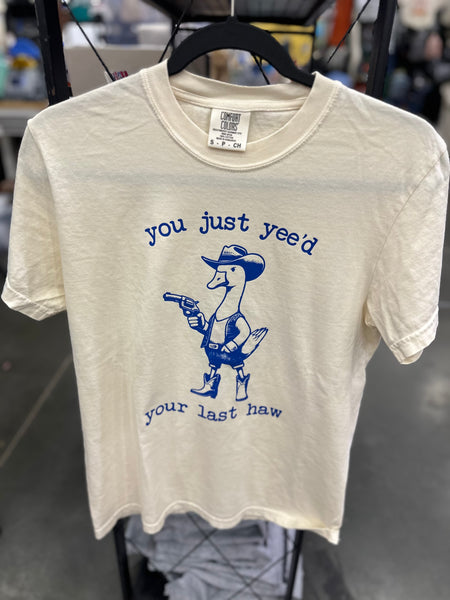 COMFORT
COLORS
S • P • CH
you just yee'd
your last haw